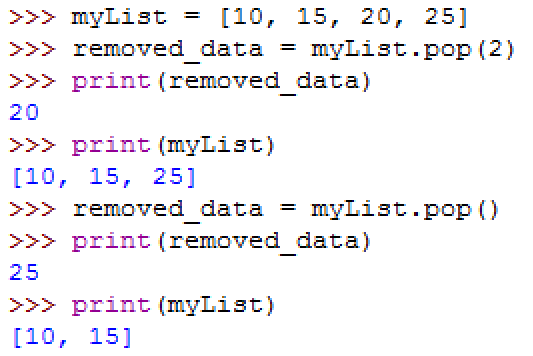 >>> myList = [10, 15, 20, 25]
>>> removed_data = myList.pop(2)
>>> print(removed_data)
20
>>> print(myList)
[10, 15, 25]
>>> removed_data = myList.pop()
>>> print(removed_data)
25
>>> print(myList)
[10, 15]